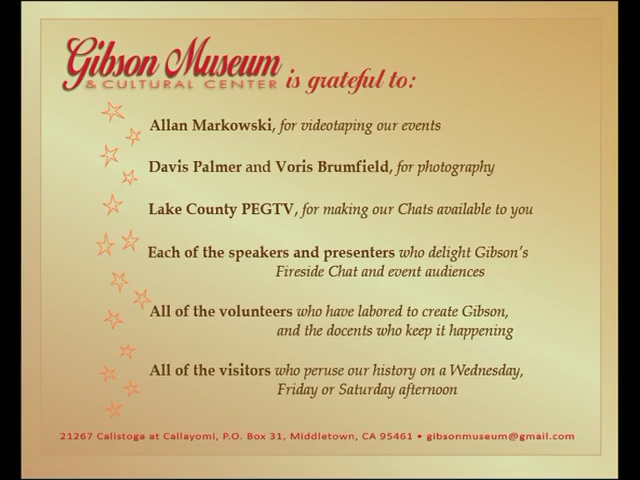 Gibson Museum
& CULTURAL CENTER
is grateful to:
Allan Markowski, for videotaping our events
Davis Palmer and Voris Brumfield, for photography
Lake County PEGTV, for making our Chats available to you
Each of the speakers and presenters who delight Gibson's
Fireside Chat and event audiences
All of the volunteers who have labored to create Gibson,
and the docents who keep it happening
All of the visitors who peruse our history on a Wednesday,
Friday or Saturday afternoon
21267 Calistoga at Callayomi, P.O. Box 31, Middletown, CA 95461 • gibsonmuseum@gmail.com